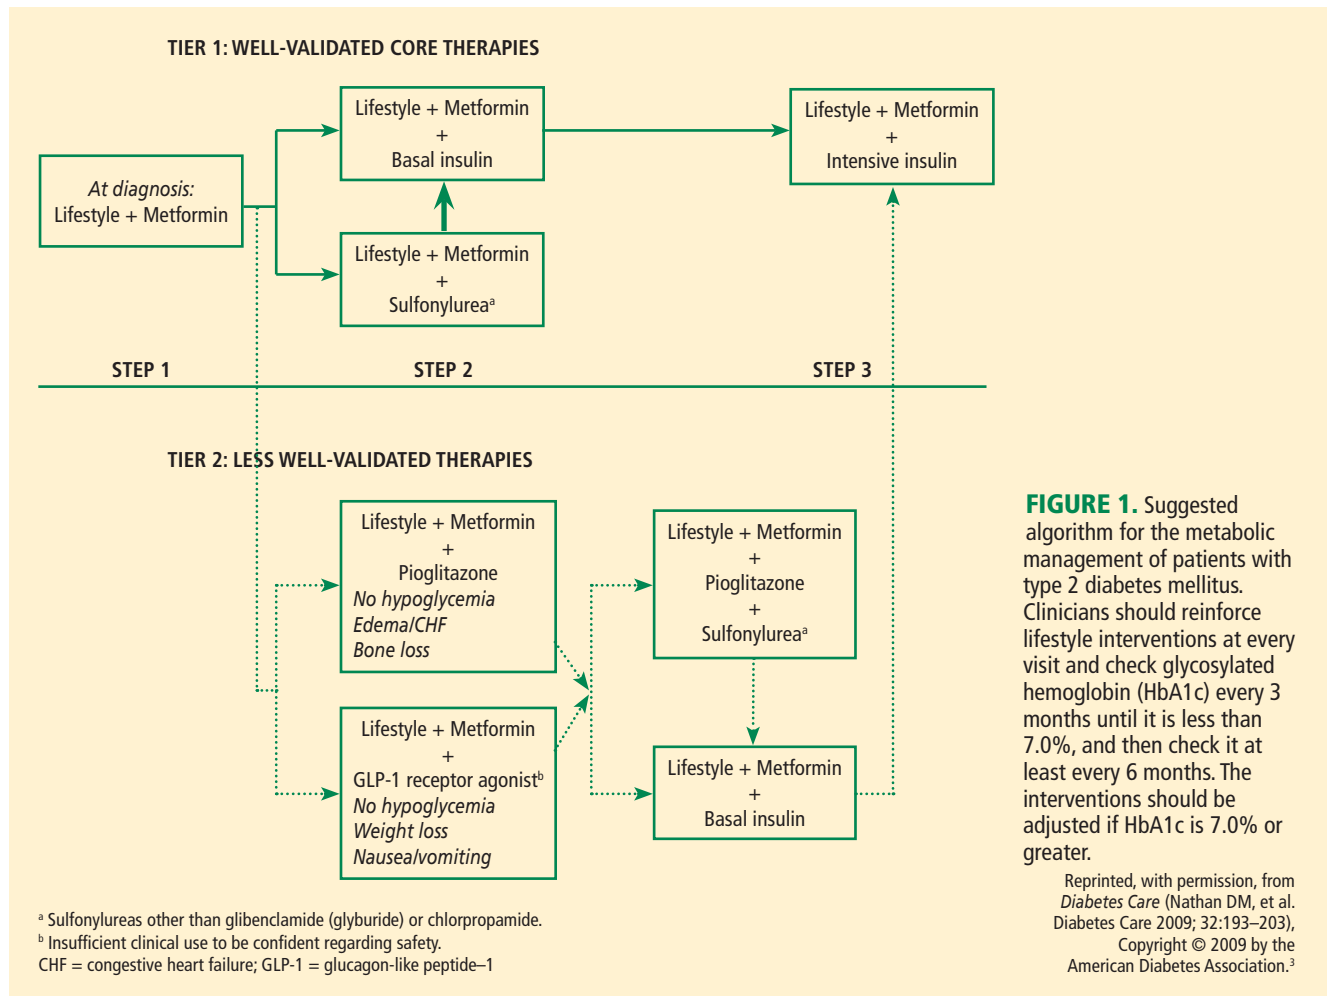 TIER 1: WELL-VALIDATED CORE THERAPIES
At diagnosis:
Lifestyle + Metformin
Lifestyle + Metformin
+
Basal insulin
Lifestyle + Metformin
+
Sulfonylureaᵃ
Lifestyle + Metformin
+
Intensive insulin
STEP 1
STEP 2
STEP 3
TIER 2: LESS WELL-VALIDATED THERAPIES
Lifestyle + Metformin
+
Pioglitazone
No hypoglycemia
Edema/CHF
Bone loss
Lifestyle + Metformin
+
GLP-1 receptor agonistᵇ
No hypoglycemia
Weight loss
Nausea/vomiting
Lifestyle + Metformin
+
Pioglitazone
+
Sulfonylureaᵃ
Lifestyle + Metformin
+
Basal insulin
ᵃ Sulfonylureas other than glibenclamide (glyburide) or chlorpropamide.
ᵇ Insufficient clinical use to be confident regarding safety.
CHF = congestive heart failure; GLP-1 = glucagon-like peptide–1
FIGURE 1. Suggested
algorithm for the metabolic
management of patients with
type 2 diabetes mellitus.
Clinicians should reinforce
lifestyle interventions at every
visit and check glycosylated
hemoglobin (HbA1c) every 3
months until it is less than
7.0%, and then check it at
least every 6 months. The
interventions should be
adjusted if HbA1c is 7.0% or
greater.
Reprinted, with permission, from
Diabetes Care (Nathan DM, et al.
Diabetes Care 2009; 32:193–203),
Copyright © 2009 by the
American Diabetes Association.³